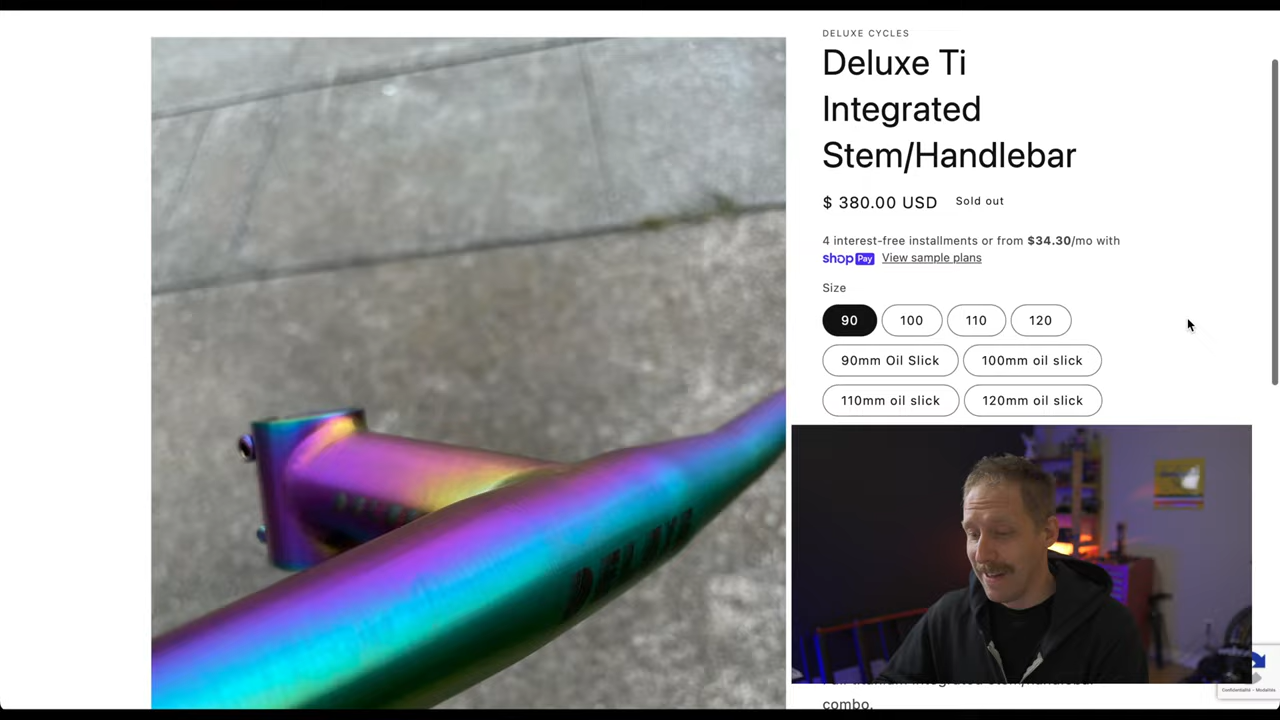 DELUXE CYCLES
Deluxe Ti
Integrated
Stem/Handlebar
$ 380.00 USD Sold out
4 interest-free installments or from $34.30/mo with
shop Pay View sample plans
Size
90 100 110 120
90mm Oil Slick 100mm oil slick
110mm oil slick 120mm oil slick
DELUXE
combo.